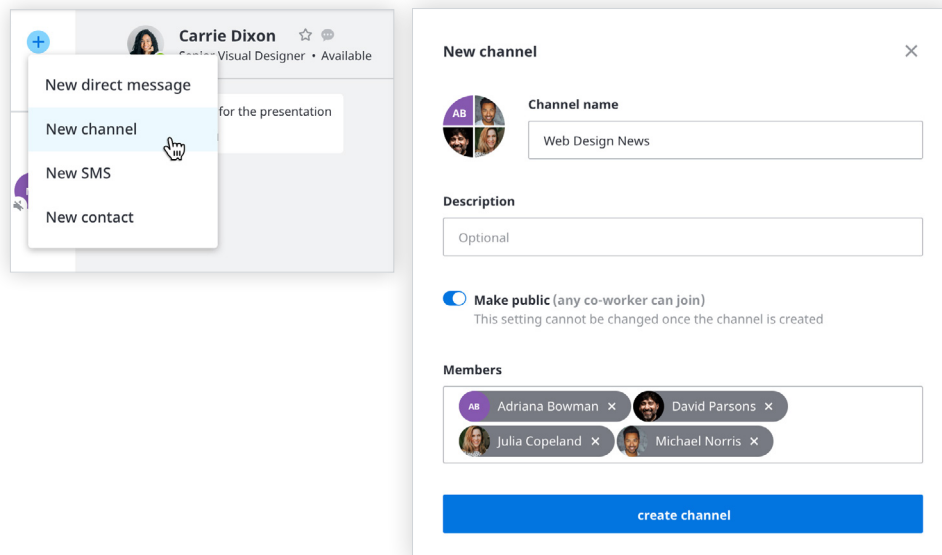 Carrie Dixon
Senior Visual Designer • Available
New direct message
for the presentation
New channel
New SMS
New contact
New channel
AB
Channel name
Web Design News
Description
Optional
Make public (any co-worker can join)
This setting cannot be changed once the channel is created
Members
AB Adriana Bowman David Parsons
Julia Copeland Michael Norris
create channel